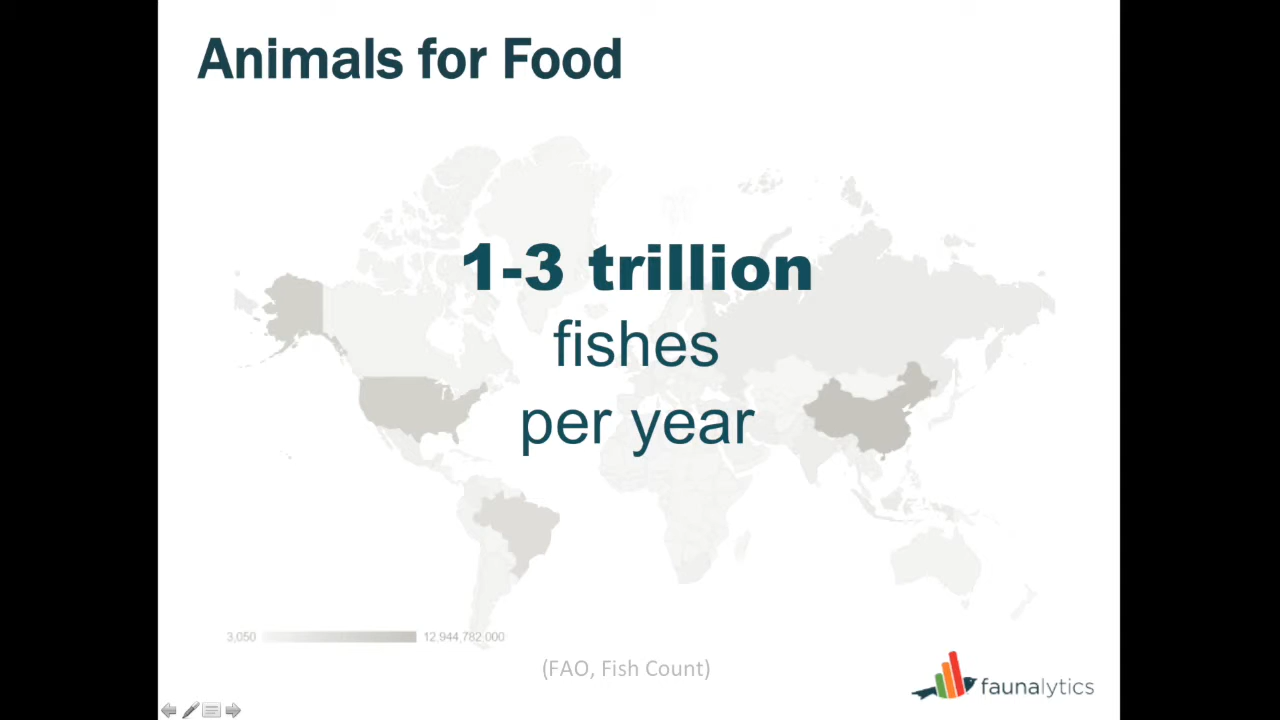 Animals for Food
1-3 trillion
fishes
per year
3,050 12,944,782,000
(FAO, Fish Count)
faunalytics